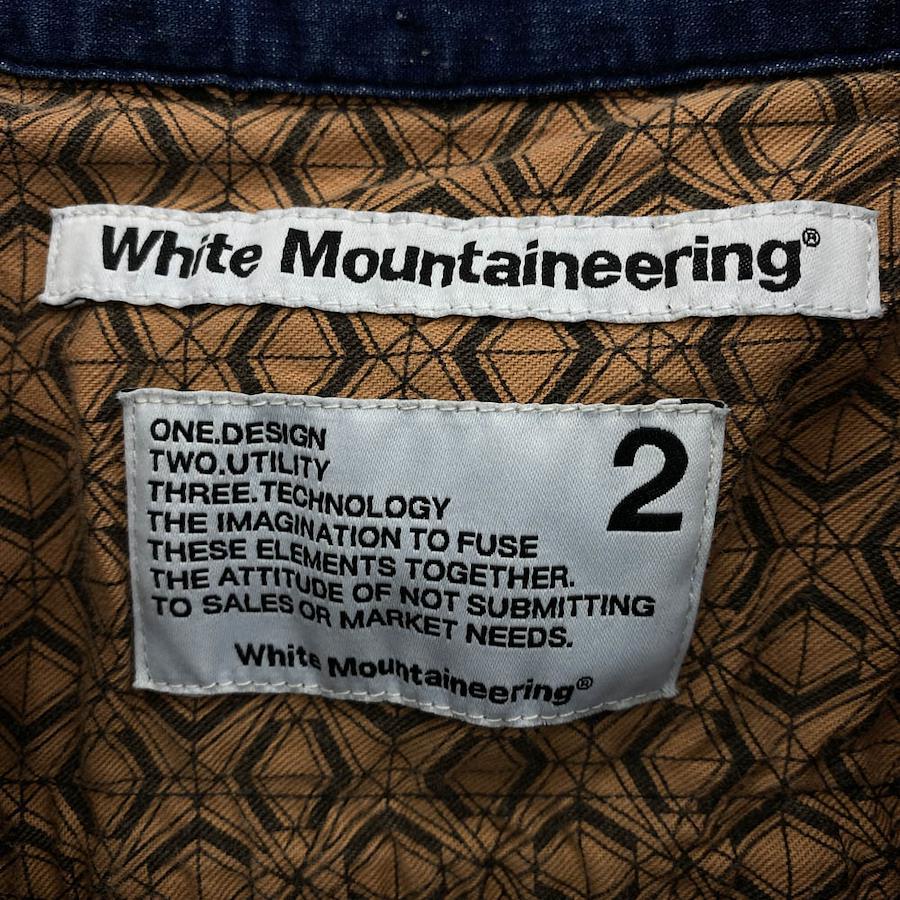 White Mountaineering®
ONE.DESIGN
TWO.UTILITY
THREE.TECHNOLOGY
THE IMAGINATION TO FUSE
THESE ELEMENTS TOGETHER.
THE ATTITUDE OF NOT SUBMITTING
TO SALES OR MARKET NEEDS.
2
White Mountaineering®